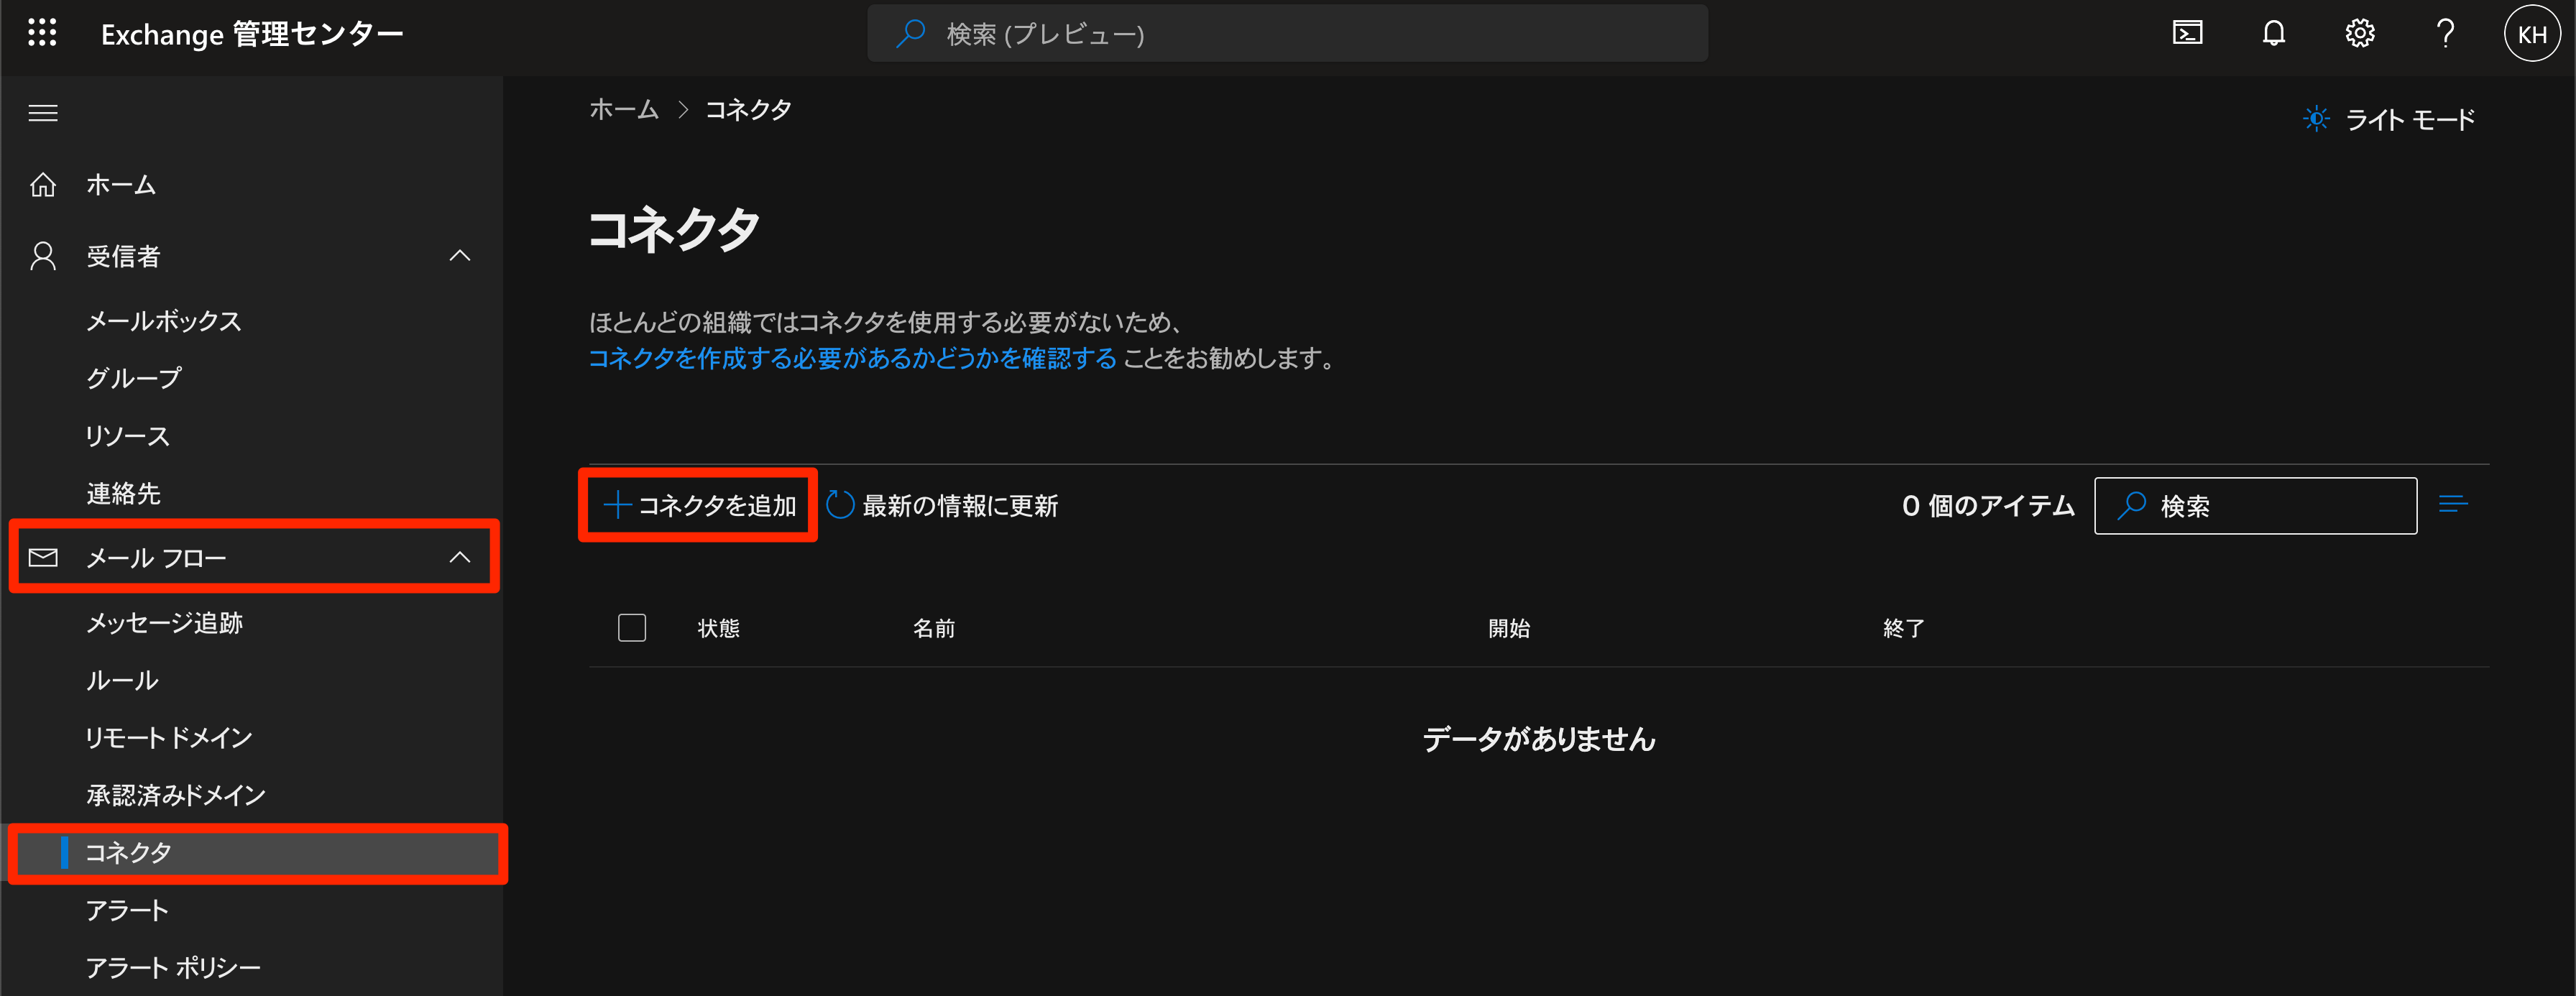 Exchange 管理センター
検索 (プレビュー)
KH
ホーム
受信者
メールボックス
グループ
リソース
連絡先
メール フロー
メッセージ追跡
ルール
リモート ドメイン
承認済みドメイン
コネクタ
アラート
アラート ポリシー
ホーム > コネクタ
ライト モード
コネクタ
ほとんどの組織ではコネクタを使用する必要がないため、
コネクタを作成する必要があるかどうかを確認する ことをお勧めします。
コネクタを追加 最新の情報に更新 0 個のアイテム 検索
状態 名前 開始 終了
データがありません